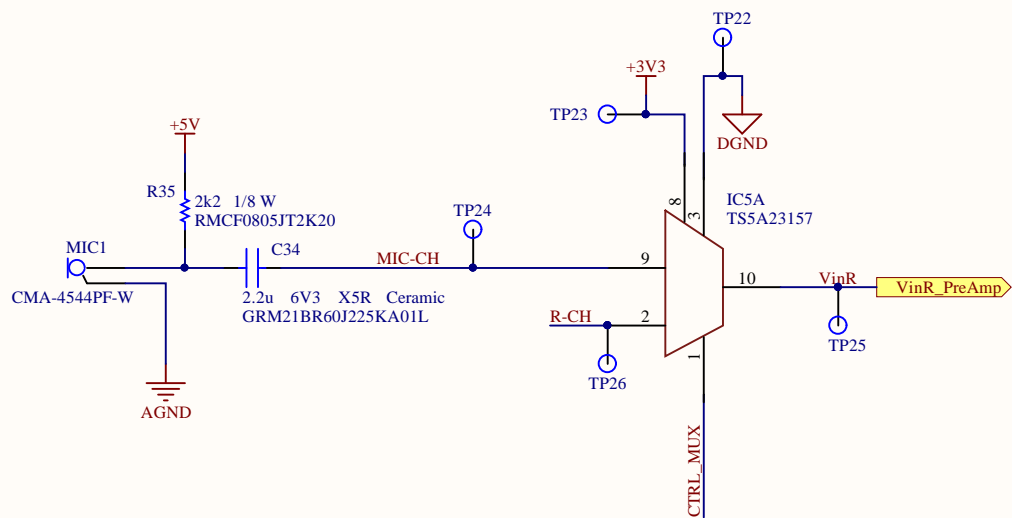 TP22
+3V3
TP23
DGND
+5V
R35
2k2 1/8 W
RMCF0805JT2K20
8
3
IC5A
TS5A23157
TP24
MIC1
C34
MIC-CH
9
10
VinR
VinR_PreAmp
CMA-4544PF-W
2.2u 6V3 X5R Ceramic
GRM21BR60J225KA01L
R-CH
2
TP25
1
TP26
AGND
CTRL_MUX